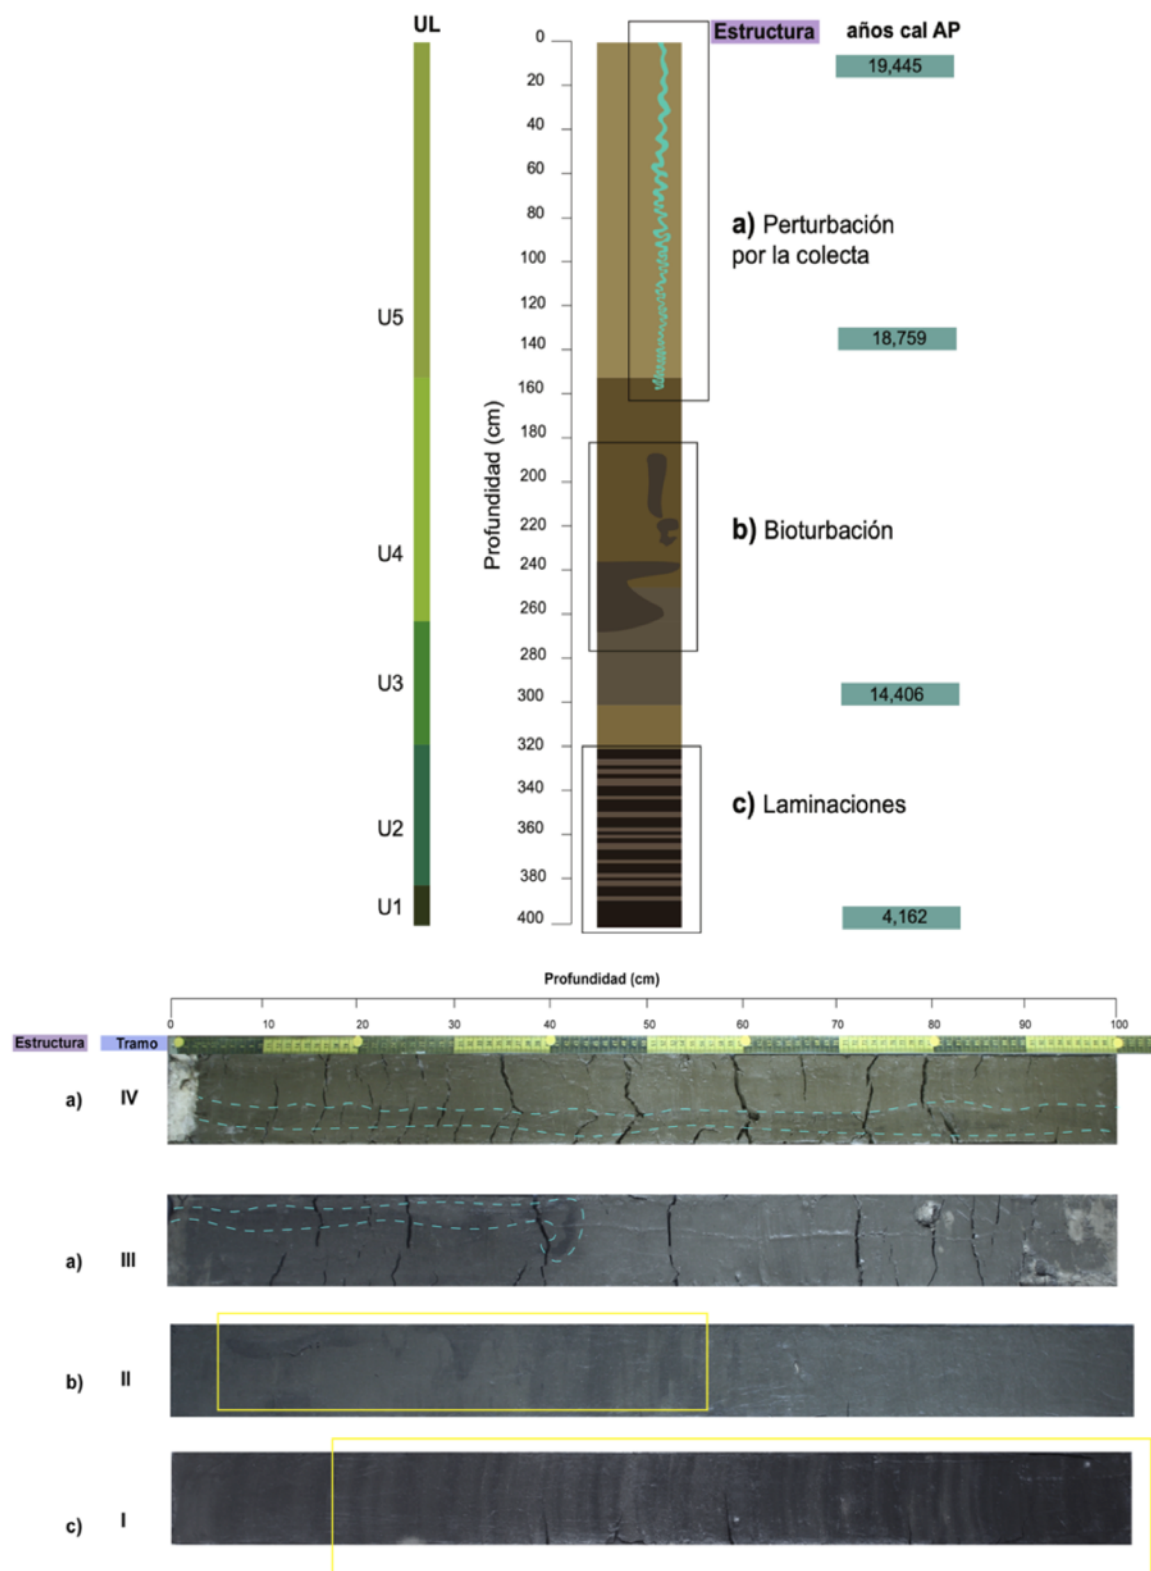 UL
Estructura
años cal AP
0
20
40
60
80
100
120
140
160
180
200
220
240
260
280
300
320
340
360
380
400
Profundidad (cm)
U5
U4
U3
U2
U1
19,445
18,759
14,406
4,162
a) Perturbación
por la colecta
b) Bioturbación
c) Laminaciones
Profundidad (cm)
0 10 20 30 40 50 60 70 80 90 100
Estructura Tramo
a) IV
a) III
b) II
c) I